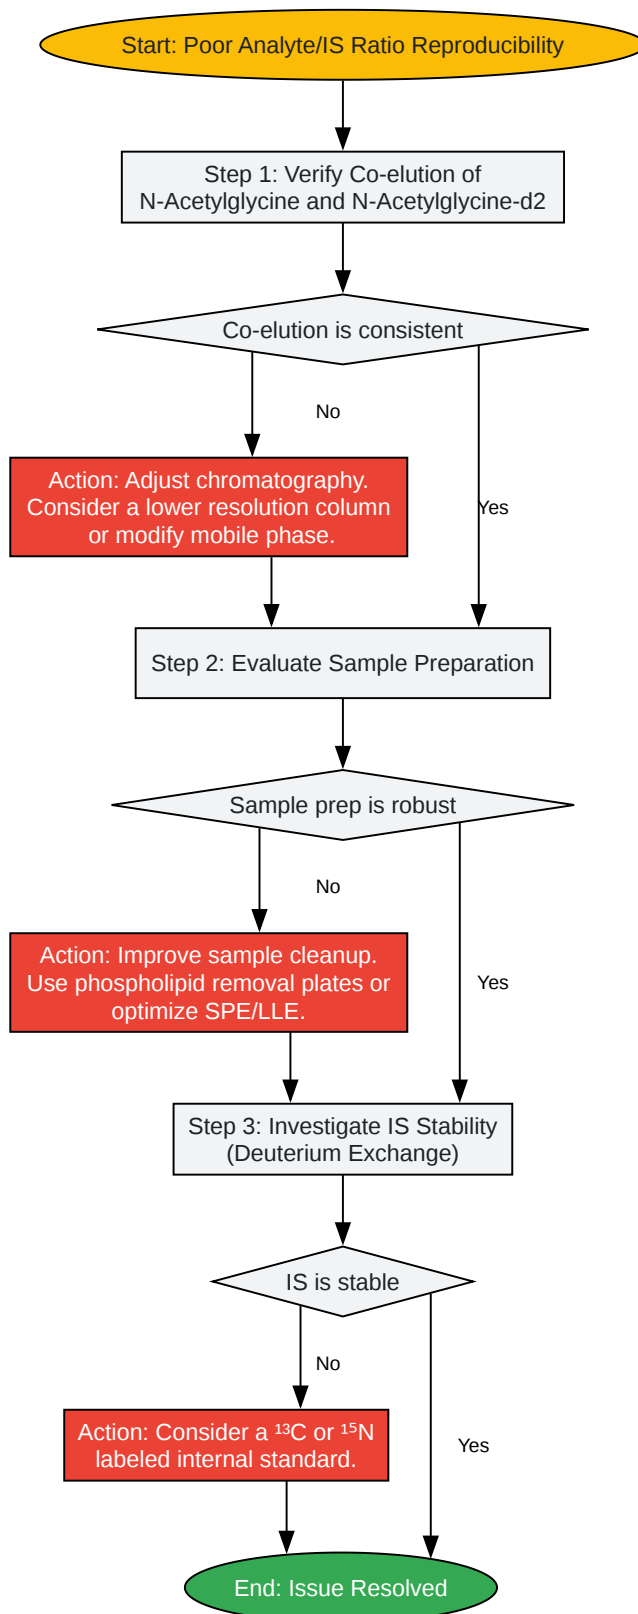 Start: Poor Analyte/IS Ratio Reproducibility
Step 1: Verify Co-elution of
N-Acetylglycine and N-Acetylglycine-d2
Co-elution is consistent
No
Action: Adjust chromatography.
Consider a lower resolution column
or modify mobile phase.
Yes
Step 2: Evaluate Sample Preparation
Sample prep is robust
No
Action: Improve sample cleanup.
Use phospholipid removal plates or
optimize SPE/LLE.
Yes
Step 3: Investigate IS Stability
(Deuterium Exchange)
IS is stable
No
Action: Consider a ¹³C or ¹⁵N
labeled internal standard.
Yes
End: Issue Resolved